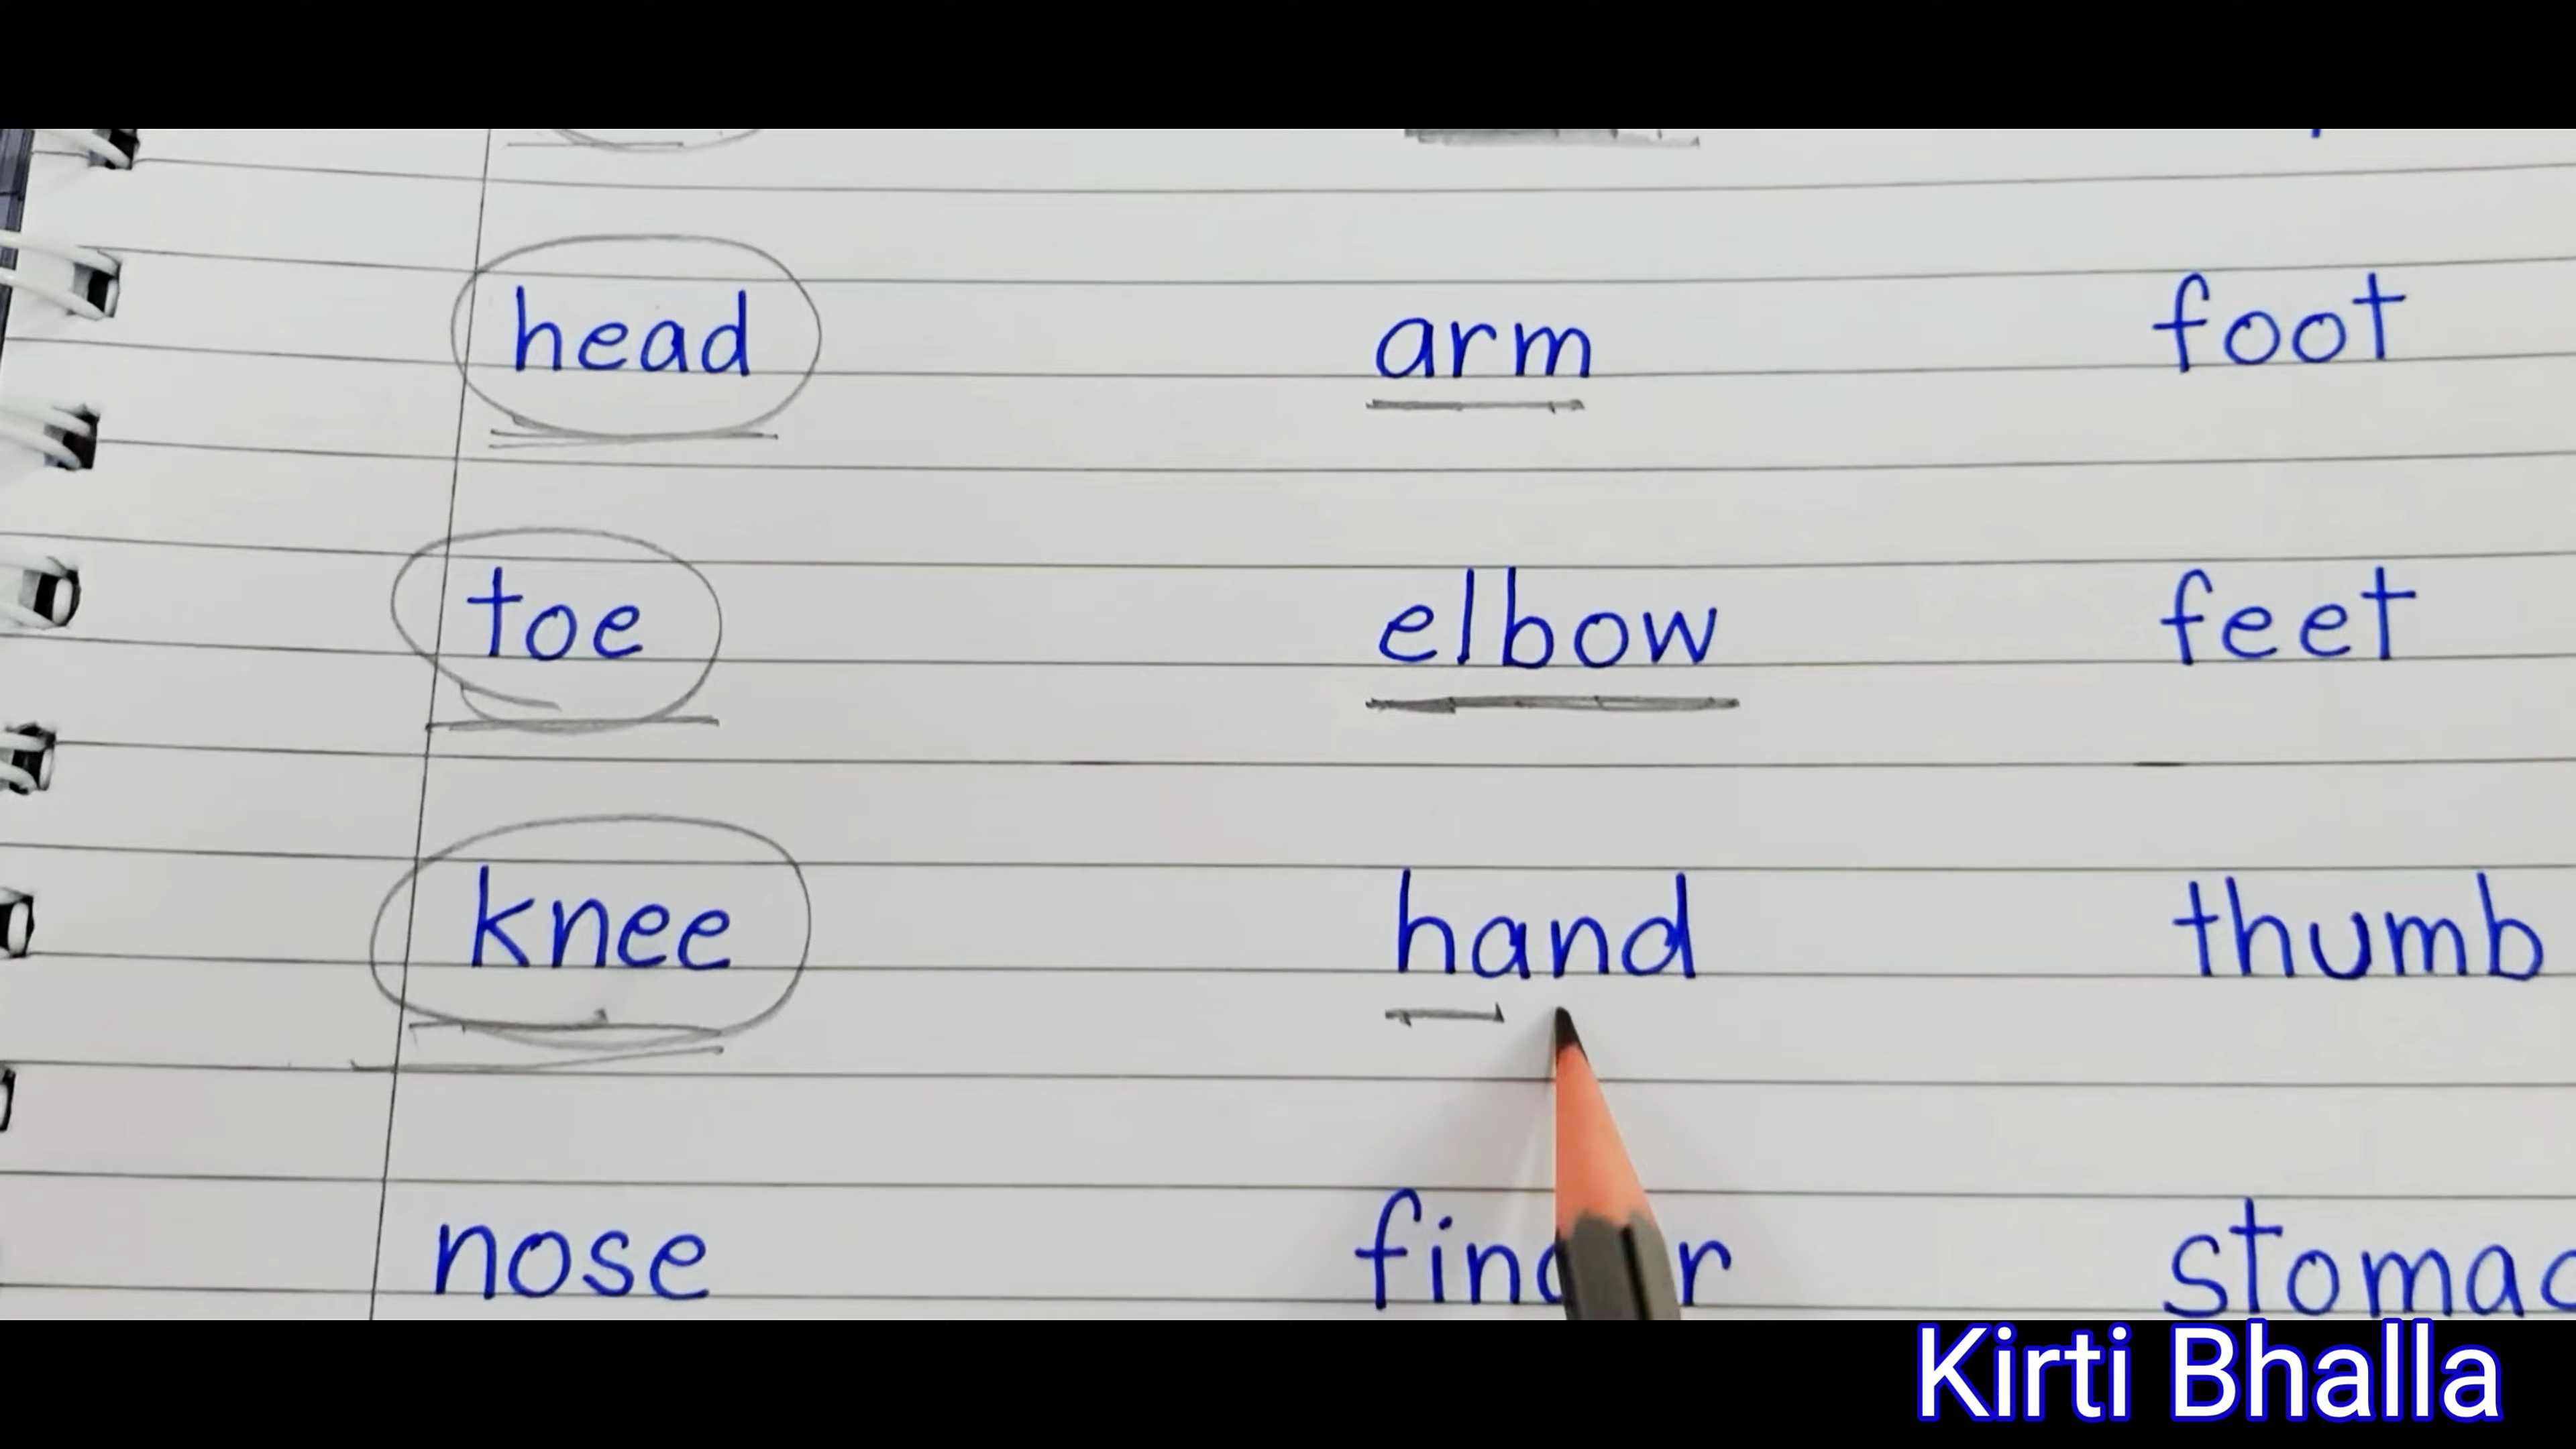 head arm foot
toe elbow feet
knee hand thumb
nose
Kirti Bhalla